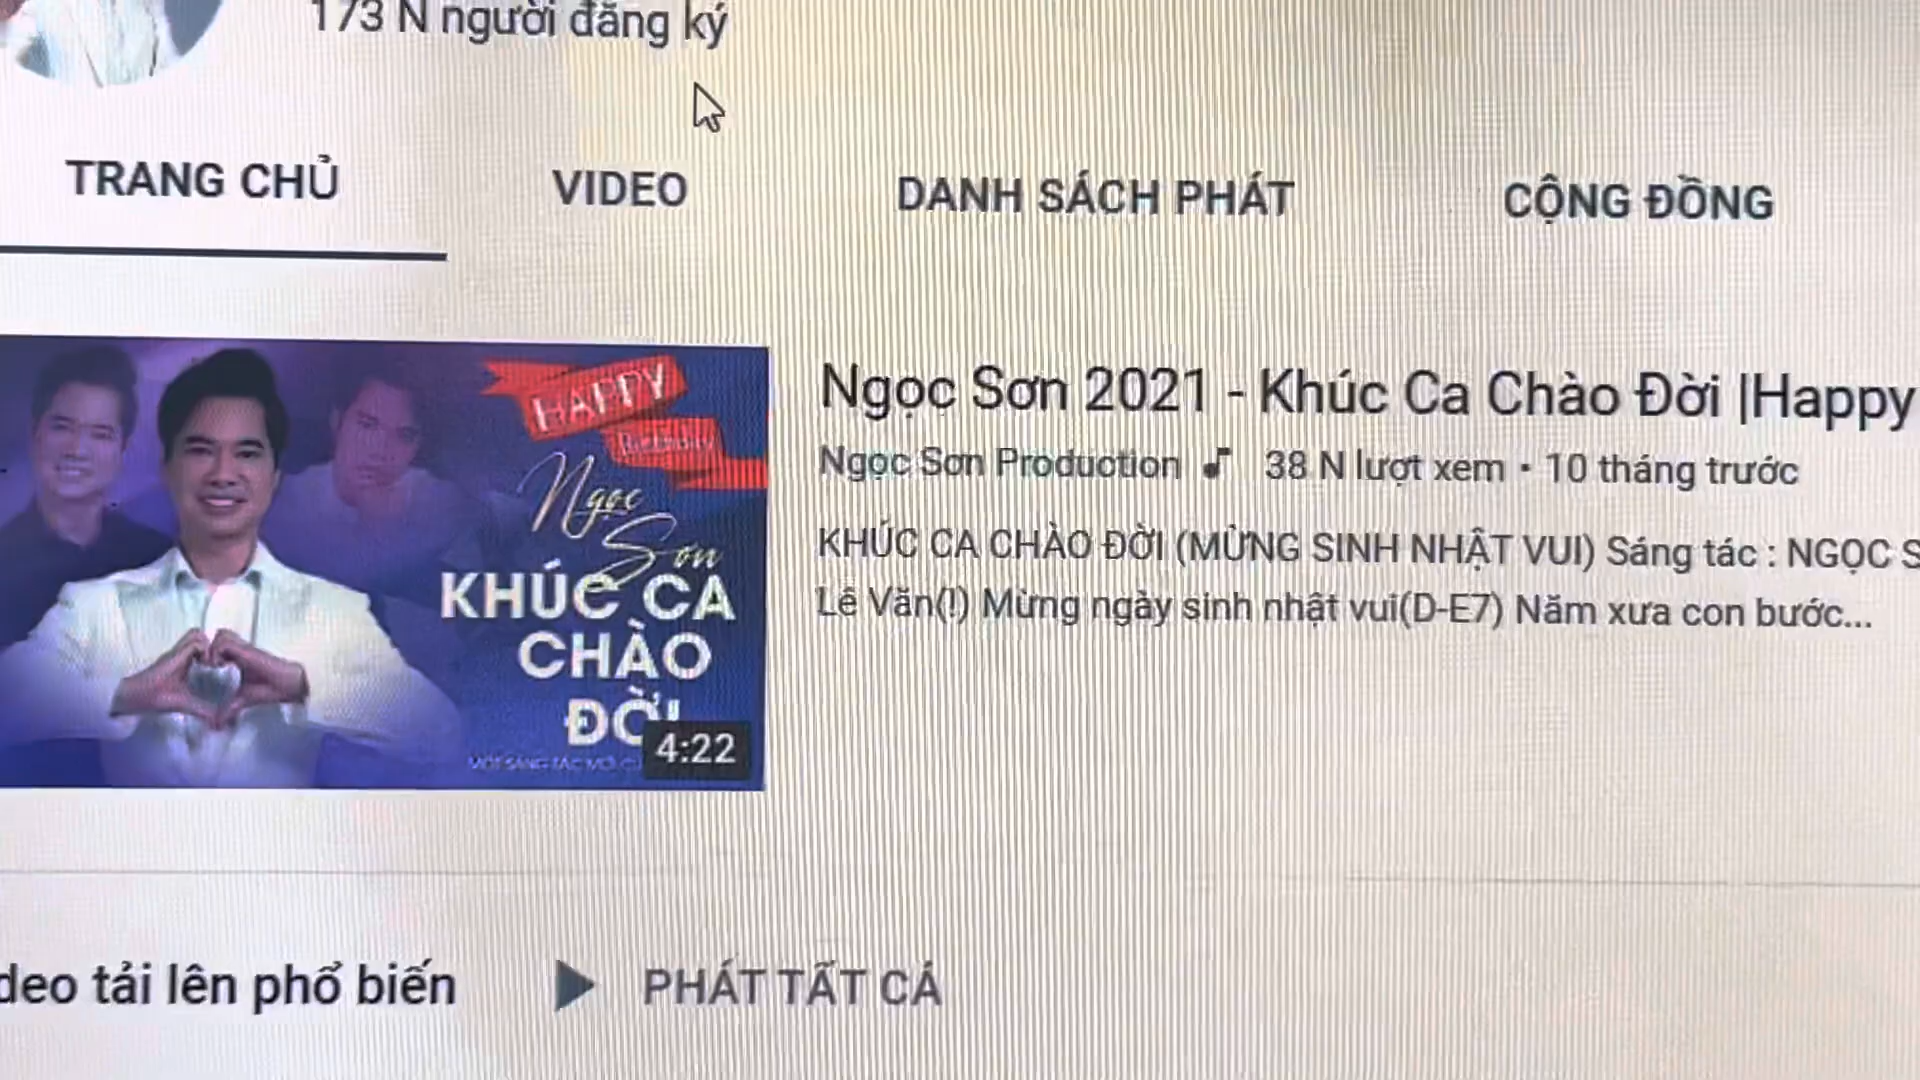 173 N người đăng ký
TRANG CHỦ
VIDEO
DANH SÁCH PHÁT
CỘNG ĐỒNG
HAPPY
Birthday
Ngọc
Sơn
KHÚC CA
CHÀO
ĐỜI
4:22
Ngọc Sơn 2021 - Khúc Ca Chào Đời |Happy
Ngọc Sơn Production 38 N lượt xem • 10 tháng trước
KHÚC CA CHÀO ĐỜI (MỪNG SINH NHẬT VUI) Sáng tác : NGỌC S
Lê Văn(!) Mừng ngày sinh nhật vui(D-E7) Năm xưa con bước...
deo tải lên phổ biến
PHÁT TẤT CẢ